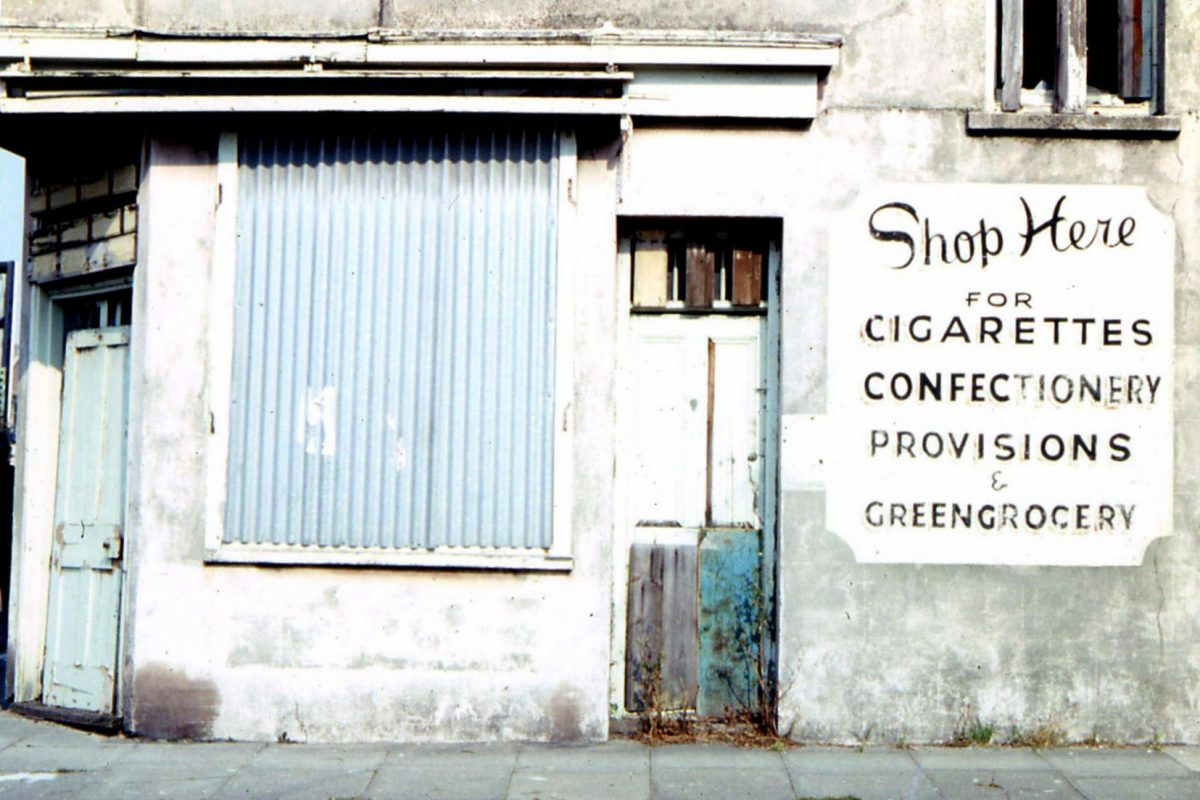 Shop Here
FOR
CIGARETTES
CONFECTIONERY
PROVISIONS
&
GREENGROCERY